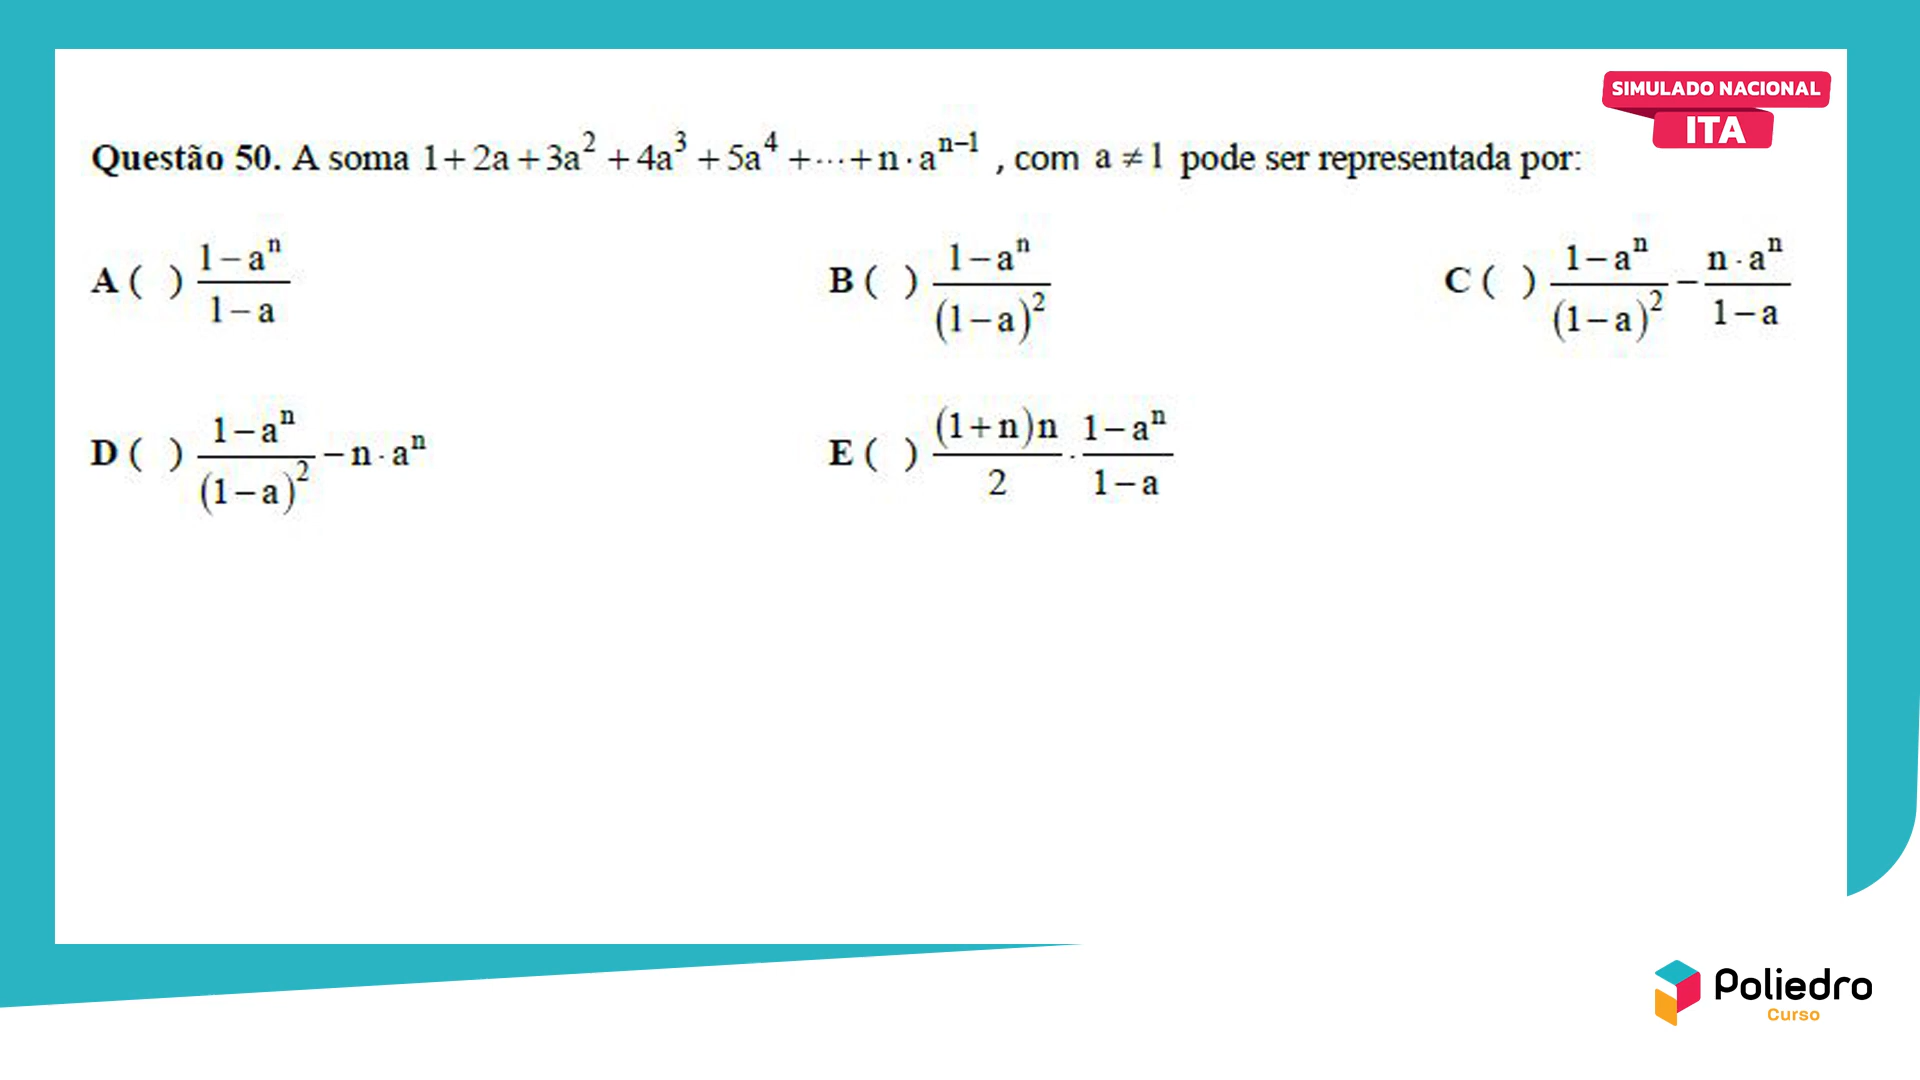 SIMULADO NACIONAL
ITA
Questão 50. A soma 1+2a+3a² +4a³ +5a⁴ +⋯+n·aⁿ⁻¹ , com a ≠ 1 pode ser representada por:
A ( ) (1−aⁿ)/(1−a) B ( ) (1−aⁿ)/(1−a)² C ( ) (1−aⁿ)/(1−a)² − (n·aⁿ)/(1−a)
D ( ) (1−aⁿ)/(1−a)² −n·aⁿ E ( ) ((1+n)n)/2 · (1−aⁿ)/(1−a)
Poliedro
Curso